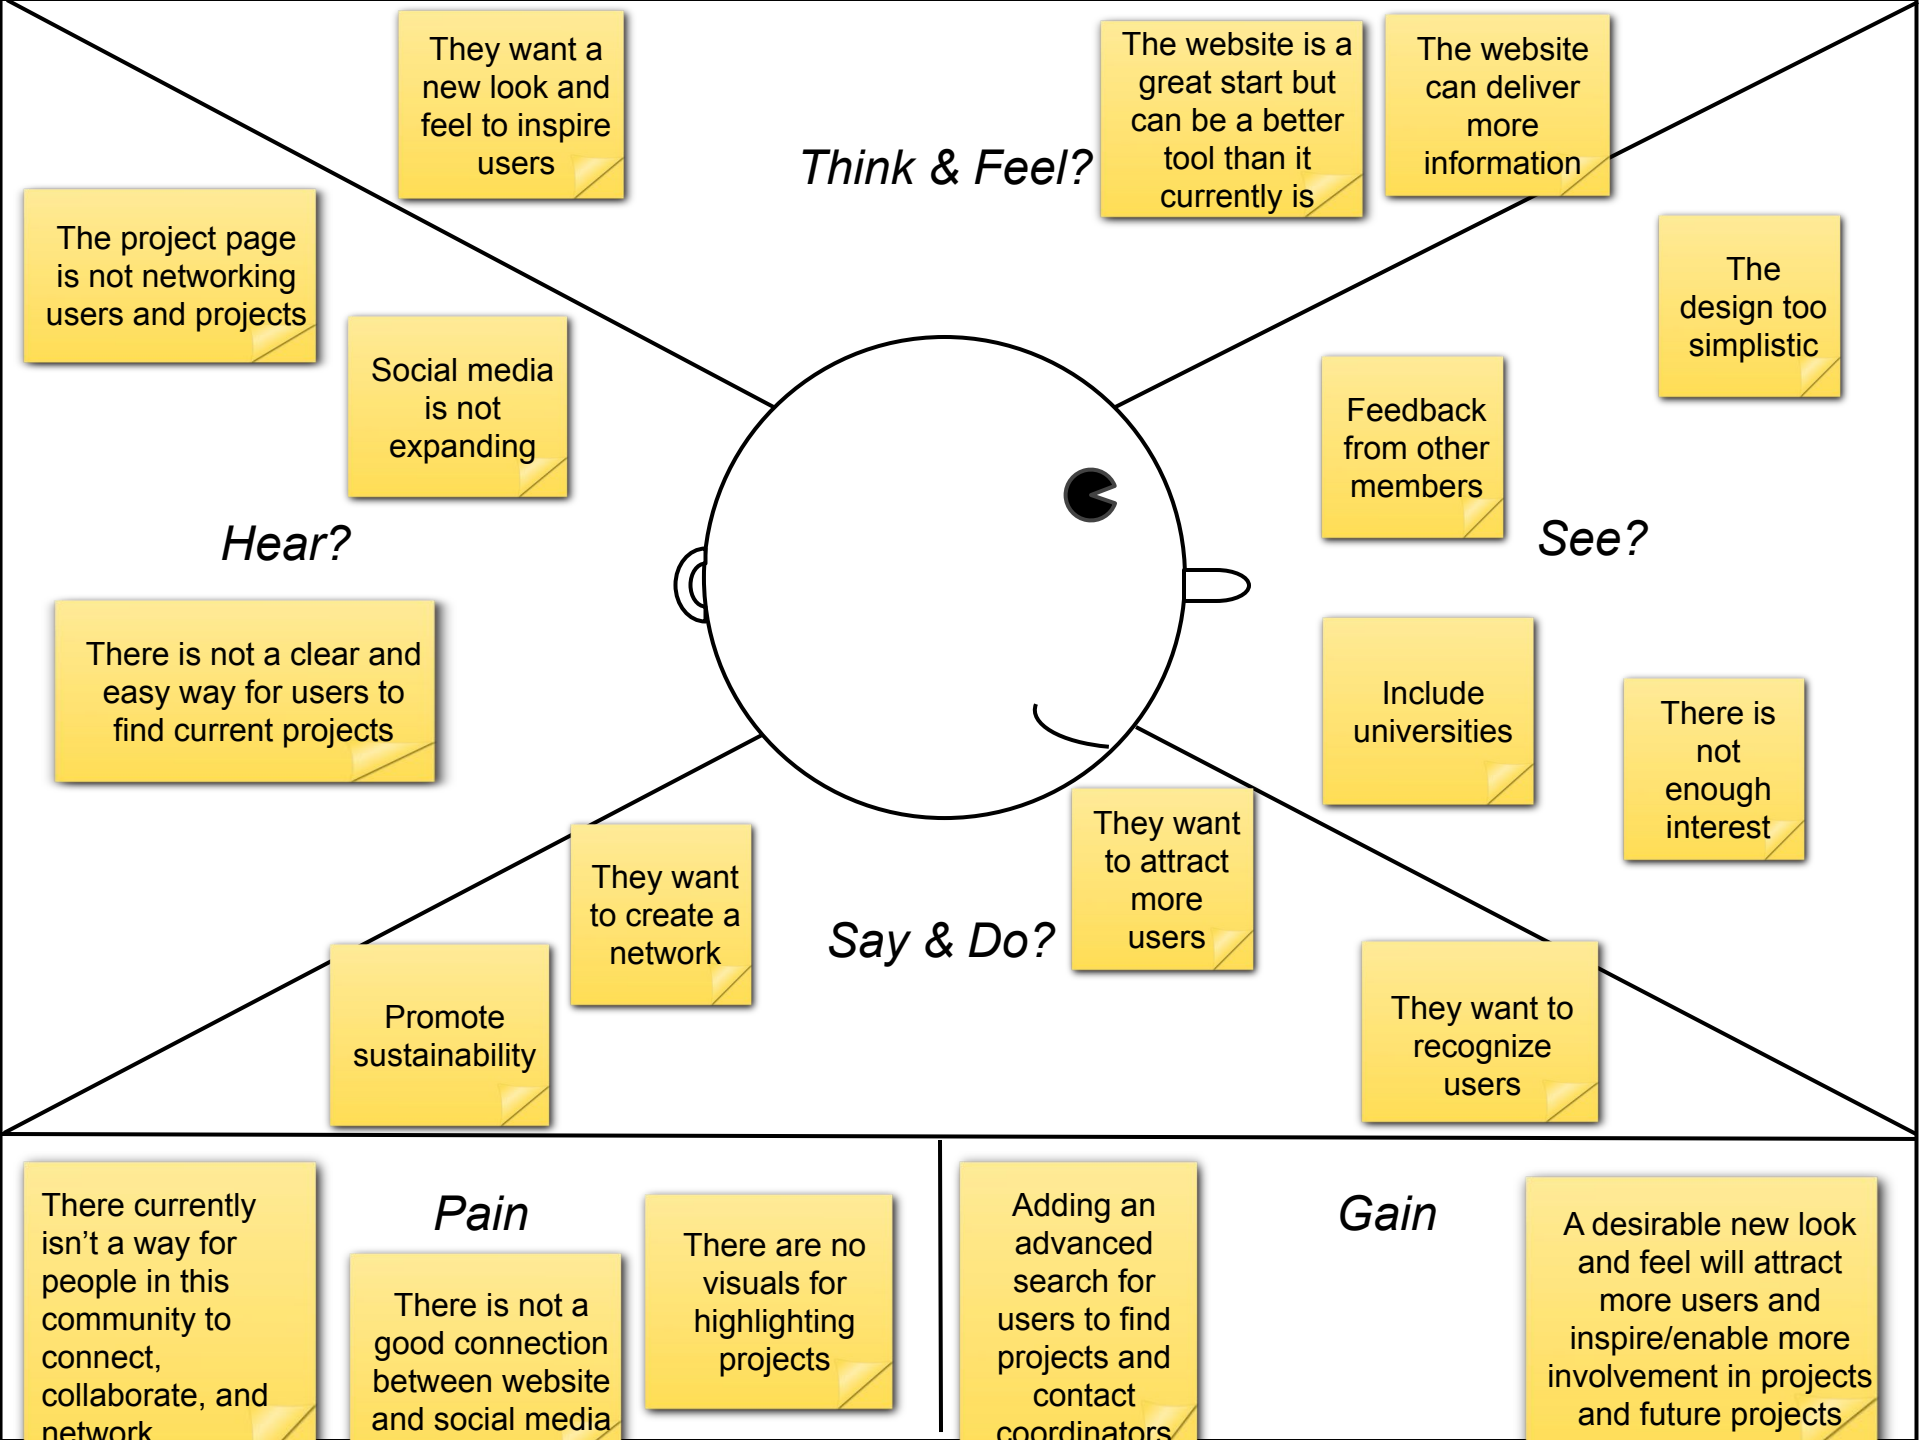 They want a
new look and
feel to inspire
users
Think & Feel?
The website is a
great start but
can be a better
tool than it
currently is
The website
can deliver
more
information
The project page
is not networking
users and projects
Social media
is not
expanding
Hear?
There is not a clear and
easy way for users to
find current projects
The
design too
simplistic
Feedback
from other
members
See?
Include
universities
There is
not
enough
interest
They want
to create a
network
Promote
sustainability
Say & Do?
They want
to attract
more
users
They want to
recognize
users
Pain
There currently
isn’t a way for
people in this
community to
connect,
collaborate, and
network
There is not a
good connection
between website
and social media
There are no
visuals for
highlighting
projects
Gain
Adding an
advanced
search for
users to find
projects and
contact
coordinators
A desirable new look
and feel will attract
more users and
inspire/enable more
involvement in projects
and future projects